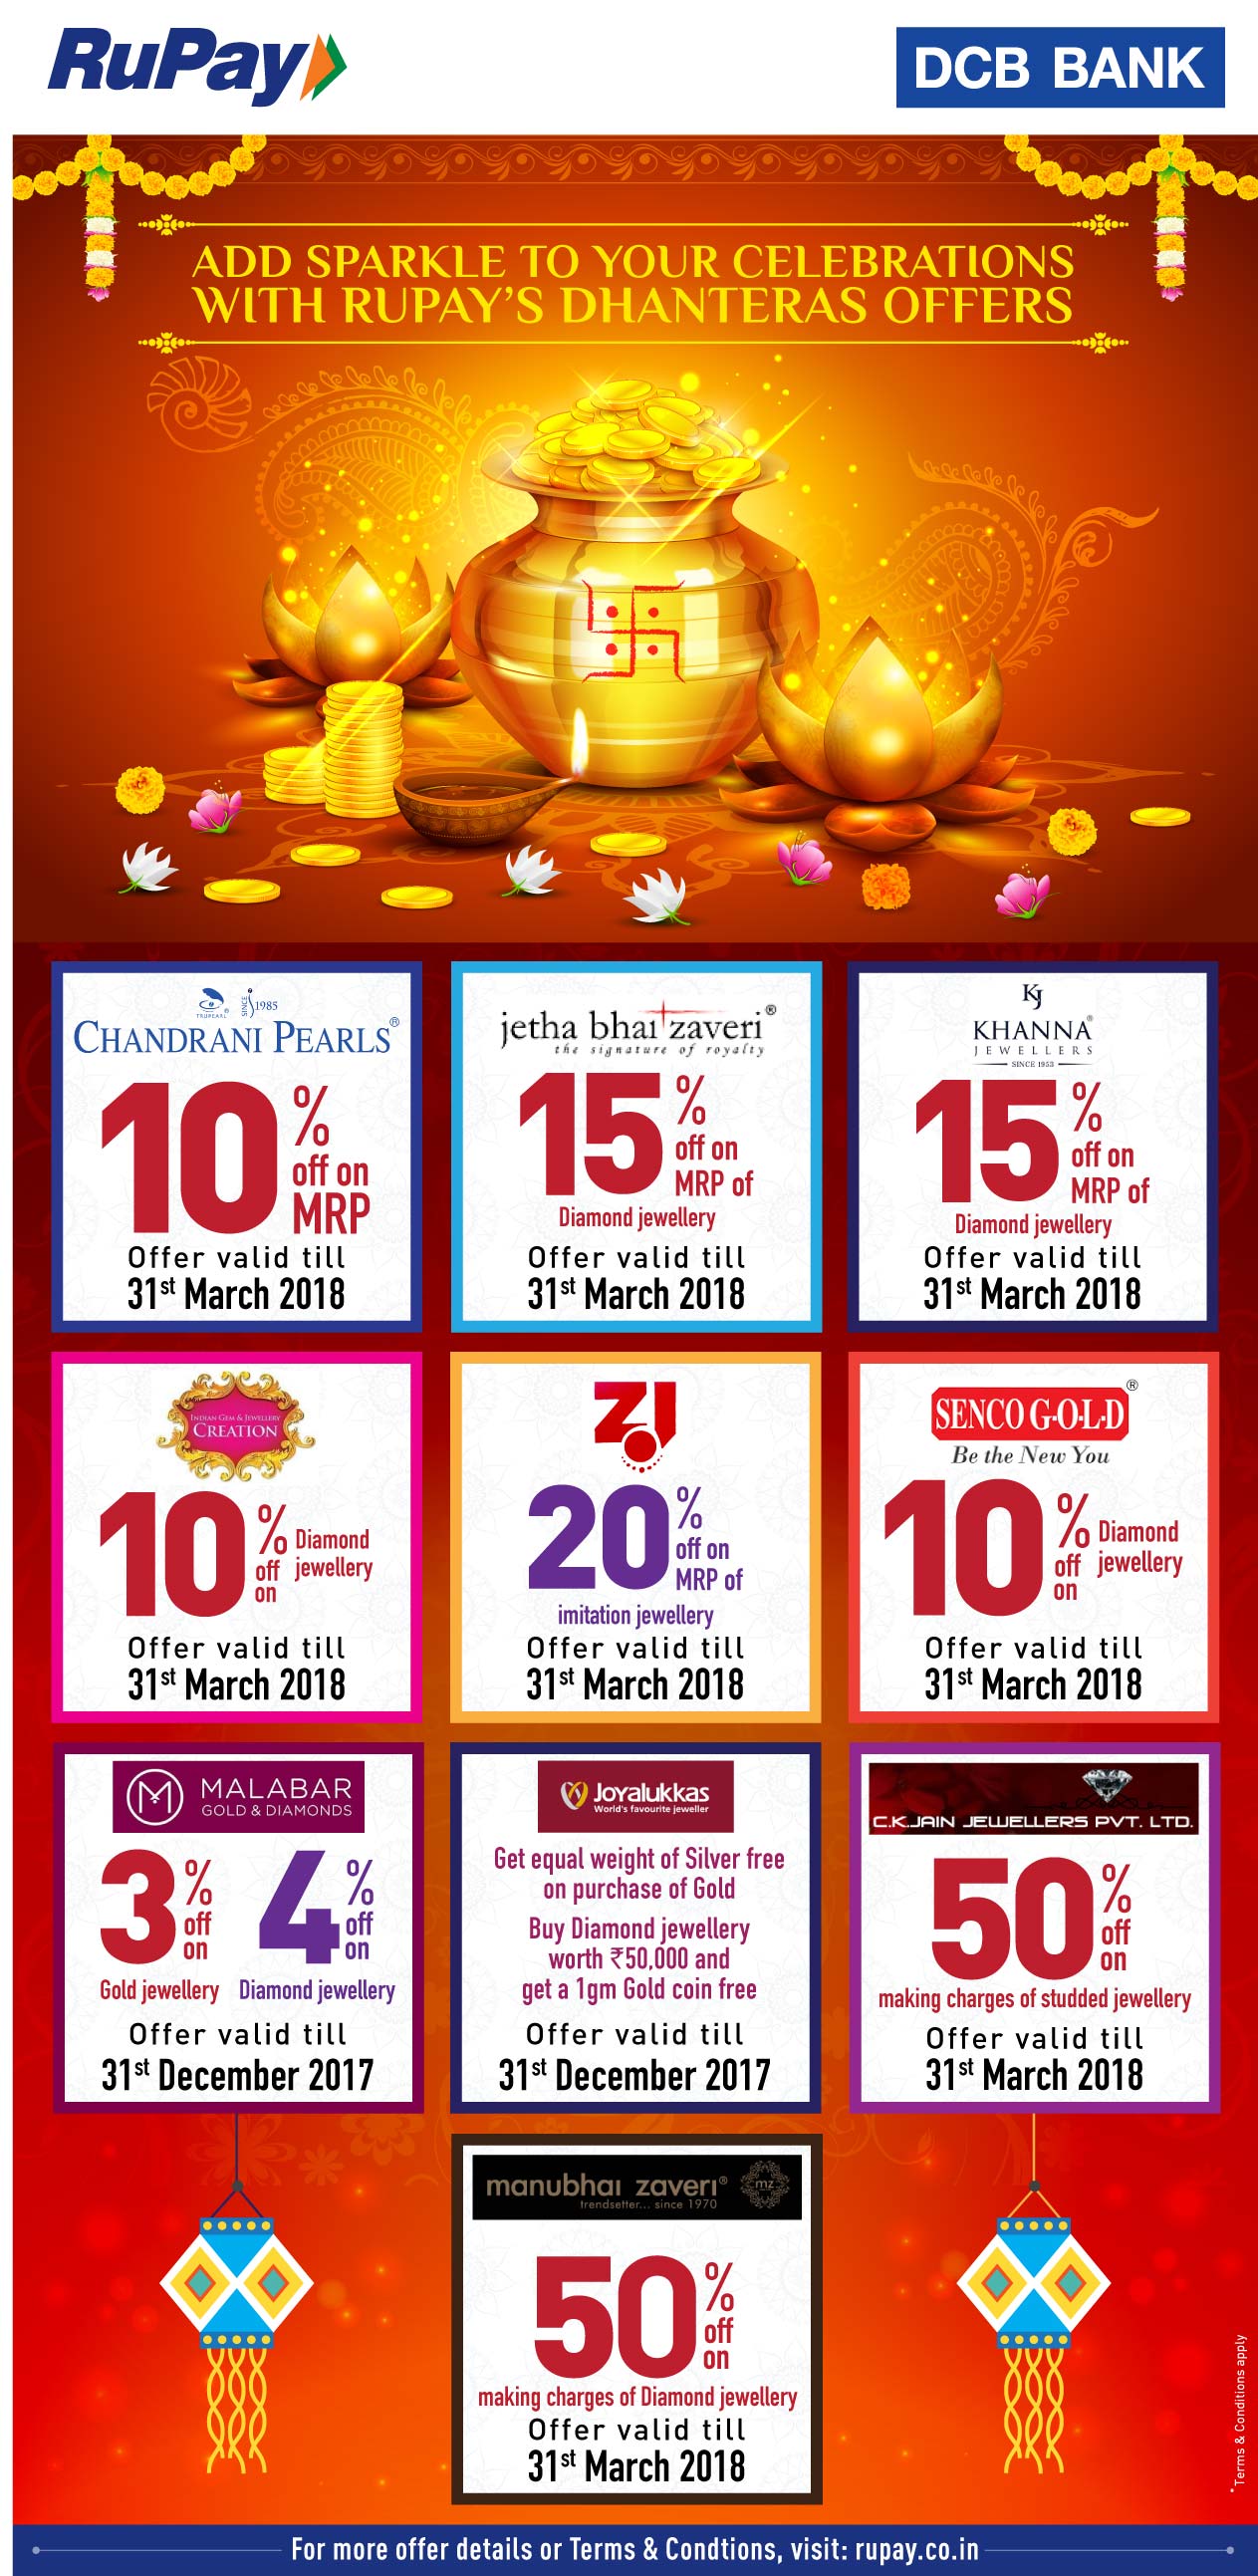 RuPay
DCB BANK
ADD SPARKLE TO YOUR CELEBRATIONS
WITH RUPAY'S DHANTERAS OFFERS
TRUPEARL® SINCE 1985
CHANDRANI PEARLS®
10%
off on
MRP
Offer valid till
31st March 2018
jetha bhai zaveri®
the signature of royalty
15%
off on
MRP of
Diamond jewellery
Offer valid till
31st March 2018
KJ
KHANNA®
JEWELLERS
SINCE 1953
15%
off on
MRP of
Diamond jewellery
Offer valid till
31st March 2018
INDIAN GEM & JEWELLERY
CREATION
10%
off
on
Diamond
jewellery
Offer valid till
31st March 2018
ZJ
20%
off on
MRP of
imitation jewellery
Offer valid till
31st March 2018
SENCO G·O·L·D®
Be the New You
10%
off
on
Diamond
jewellery
Offer valid till
31st March 2018
M MALABAR
GOLD & DIAMONDS
3%
off
on
Gold jewellery
4%
off
on
Diamond jewellery
Offer valid till
31st December 2017
Joyalukkas
World's favourite jeweller
Get equal weight of Silver free
on purchase of Gold
Buy Diamond jewellery
worth ₹50,000 and
get a 1gm Gold coin free
Offer valid till
31st December 2017
C.K.JAIN JEWELLERS PVT. LTD.
50%
off
on
making charges of studded jewellery
Offer valid till
31st March 2018
manubhai zaveri® mz
trendsetter... since 1970
50%
off
on
making charges of Diamond jewellery
Offer valid till
31st March 2018
*Terms & Conditions apply
For more offer details or Terms & Condtions, visit: rupay.co.in